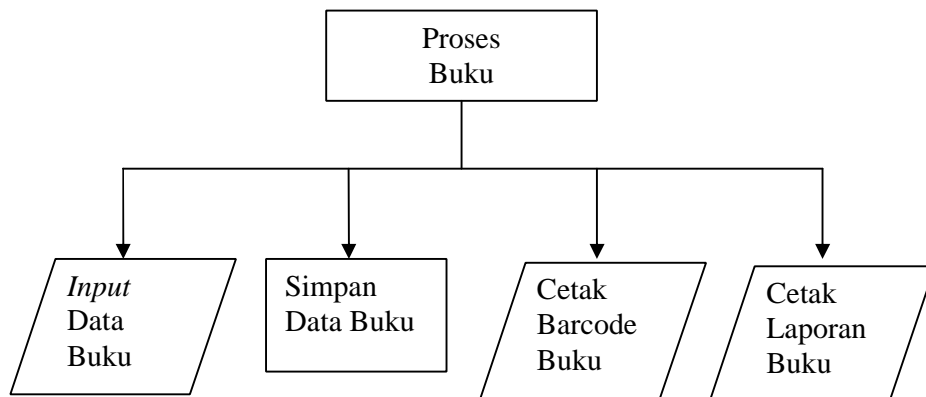 Proses
Buku
Input
Data
Buku
Simpan
Data Buku
Cetak
Barcode
Buku
Cetak
Laporan
Buku